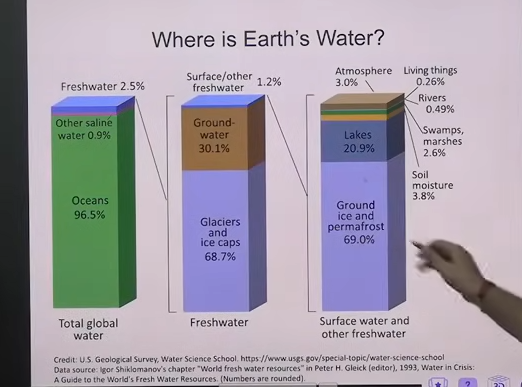 Where is Earth's Water?
Freshwater 2.5%
Other saline
water 0.9%
Oceans
96.5%
Total global
water
Surface/other
freshwater
1.2%
Ground-
water
30.1%
Glaciers
and
ice caps
68.7%
Freshwater
Atmosphere
3.0%
Living things
0.26%
Rivers
0.49%
Swamps,
marshes
2.6%
Soil
moisture
3.8%
Lakes
20.9%
Ground
ice and
permafrost
69.0%
Surface water and
other freshwater
Credit: U.S. Geological Survey, Water Science School. https://www.usgs.gov/special-topic/water-science-school
Data source: Igor Shiklomanov's chapter "World fresh water resources" in Peter H. Gleick (editor), 1993, Water in Crisis:
A Guide to the World's Fresh Water Resources. (Numbers are rounded).
?
3D